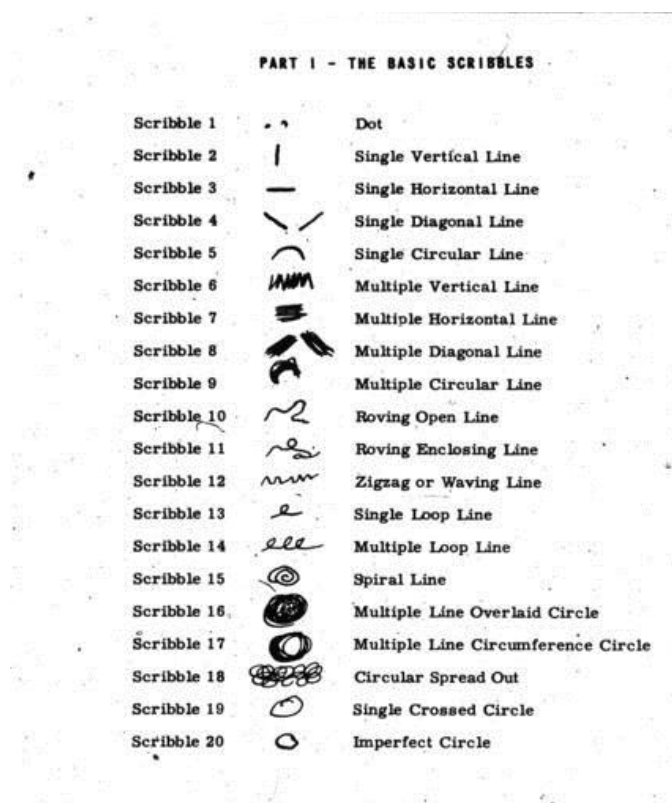 PART I - THE BASIC SCRIBBLES
Scribble 1 Dot
Scribble 2 Single Vertical Line
Scribble 3 Single Horizontal Line
Scribble 4 Single Diagonal Line
Scribble 5 Single Circular Line
Scribble 6 Multiple Vertical Line
Scribble 7 Multiple Horizontal Line
Scribble 8 Multiple Diagonal Line
Scribble 9 Multiple Circular Line
Scribble 10 Roving Open Line
Scribble 11 Roving Enclosing Line
Scribble 12 Zigzag or Waving Line
Scribble 13 Single Loop Line
Scribble 14 Multiple Loop Line
Scribble 15 Spiral Line
Scribble 16 Multiple Line Overlaid Circle
Scribble 17 Multiple Line Circumference Circle
Scribble 18 Circular Spread Out
Scribble 19 Single Crossed Circle
Scribble 20 Imperfect Circle